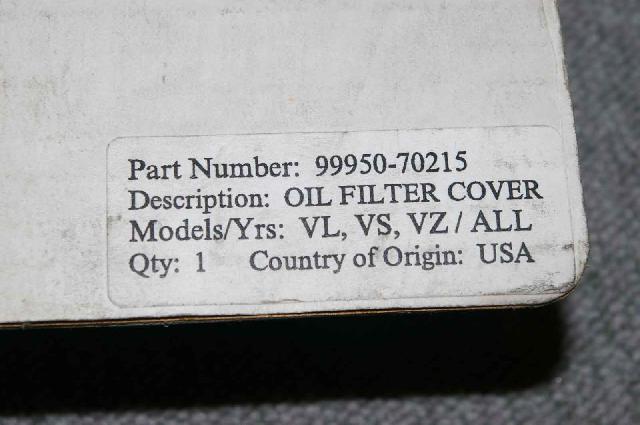 Part Number: 99950-70215
Description: OIL FILTER COVER
Models/Yrs: VL, VS, VZ / ALL
Qty: 1 Country of Origin: USA